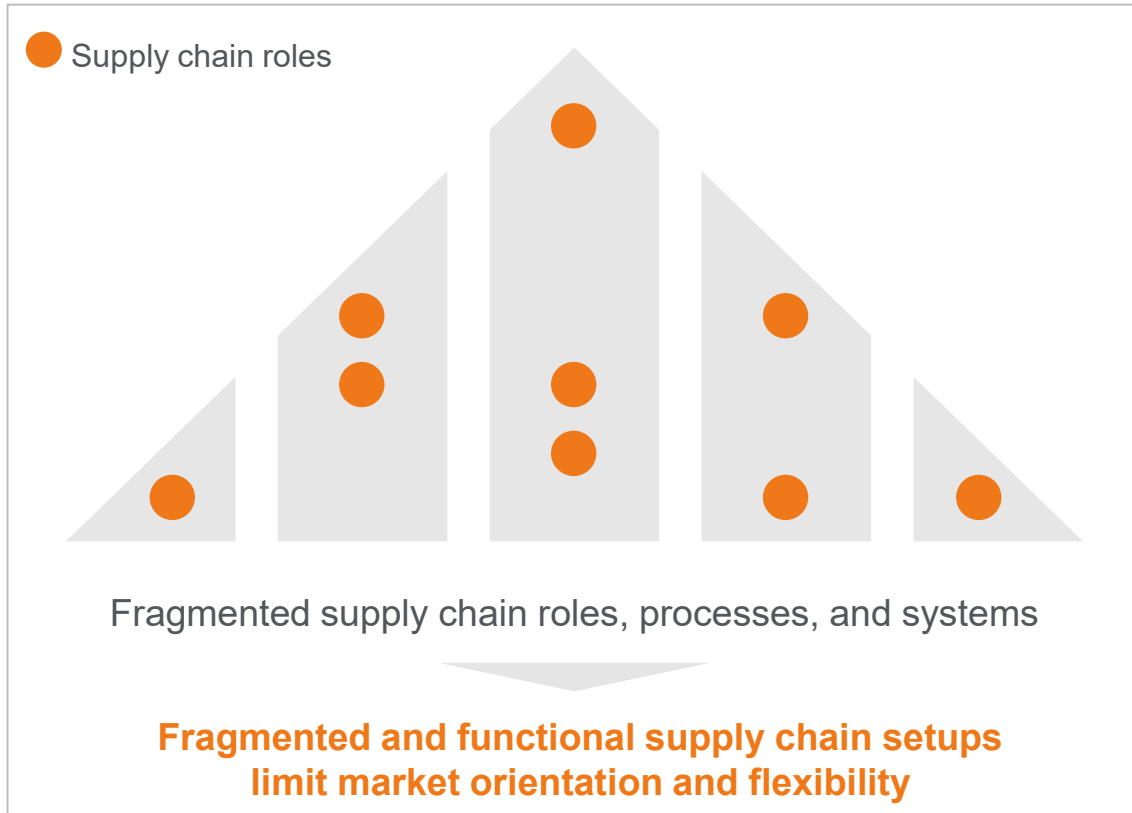 Supply chain roles
Fragmented supply chain roles, processes, and systems
Fragmented and functional supply chain setups
limit market orientation and flexibility